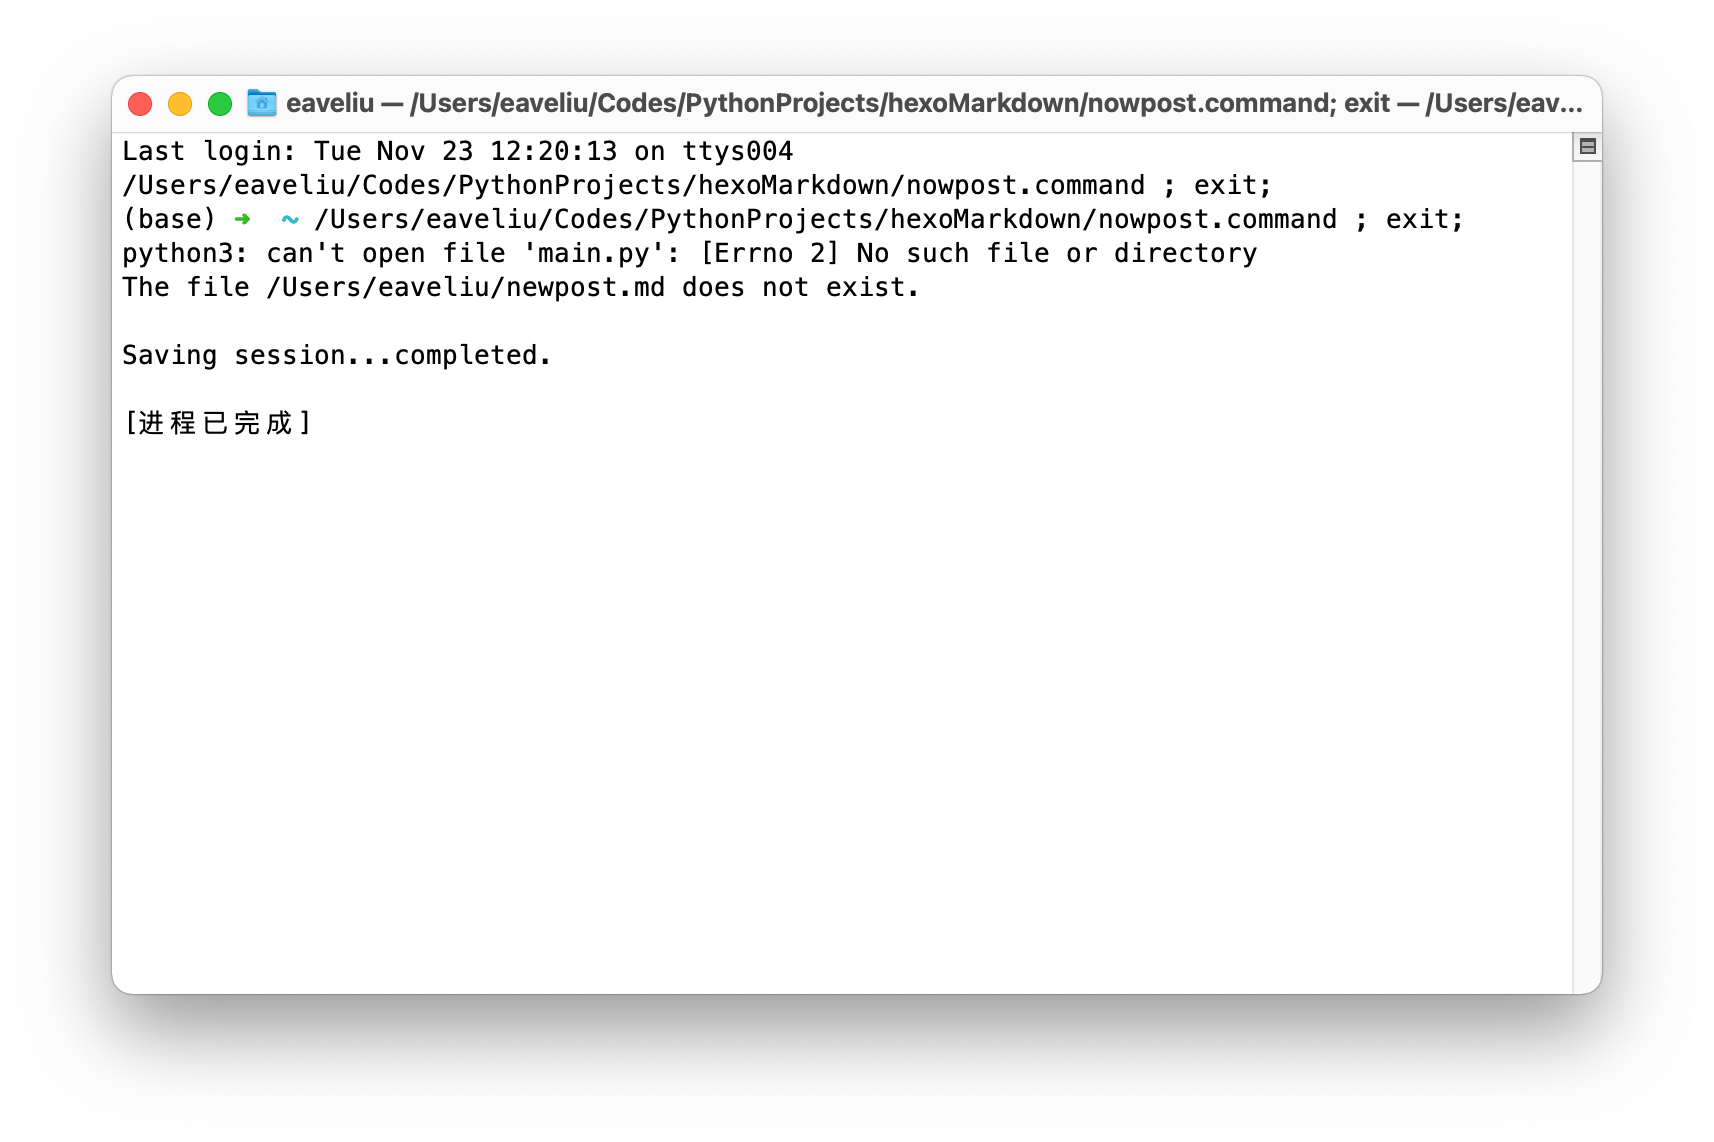 eaveliu — /Users/eaveliu/Codes/PythonProjects/hexoMarkdown/nowpost.command; exit — /Users/eav...
Last login: Tue Nov 23 12:20:13 on ttys004
/Users/eaveliu/Codes/PythonProjects/hexoMarkdown/nowpost.command ; exit;
(base) ➜  ~ /Users/eaveliu/Codes/PythonProjects/hexoMarkdown/nowpost.command ; exit;
python3: can't open file 'main.py': [Errno 2] No such file or directory
The file /Users/eaveliu/newpost.md does not exist.
Saving session...completed.
[进程已完成]